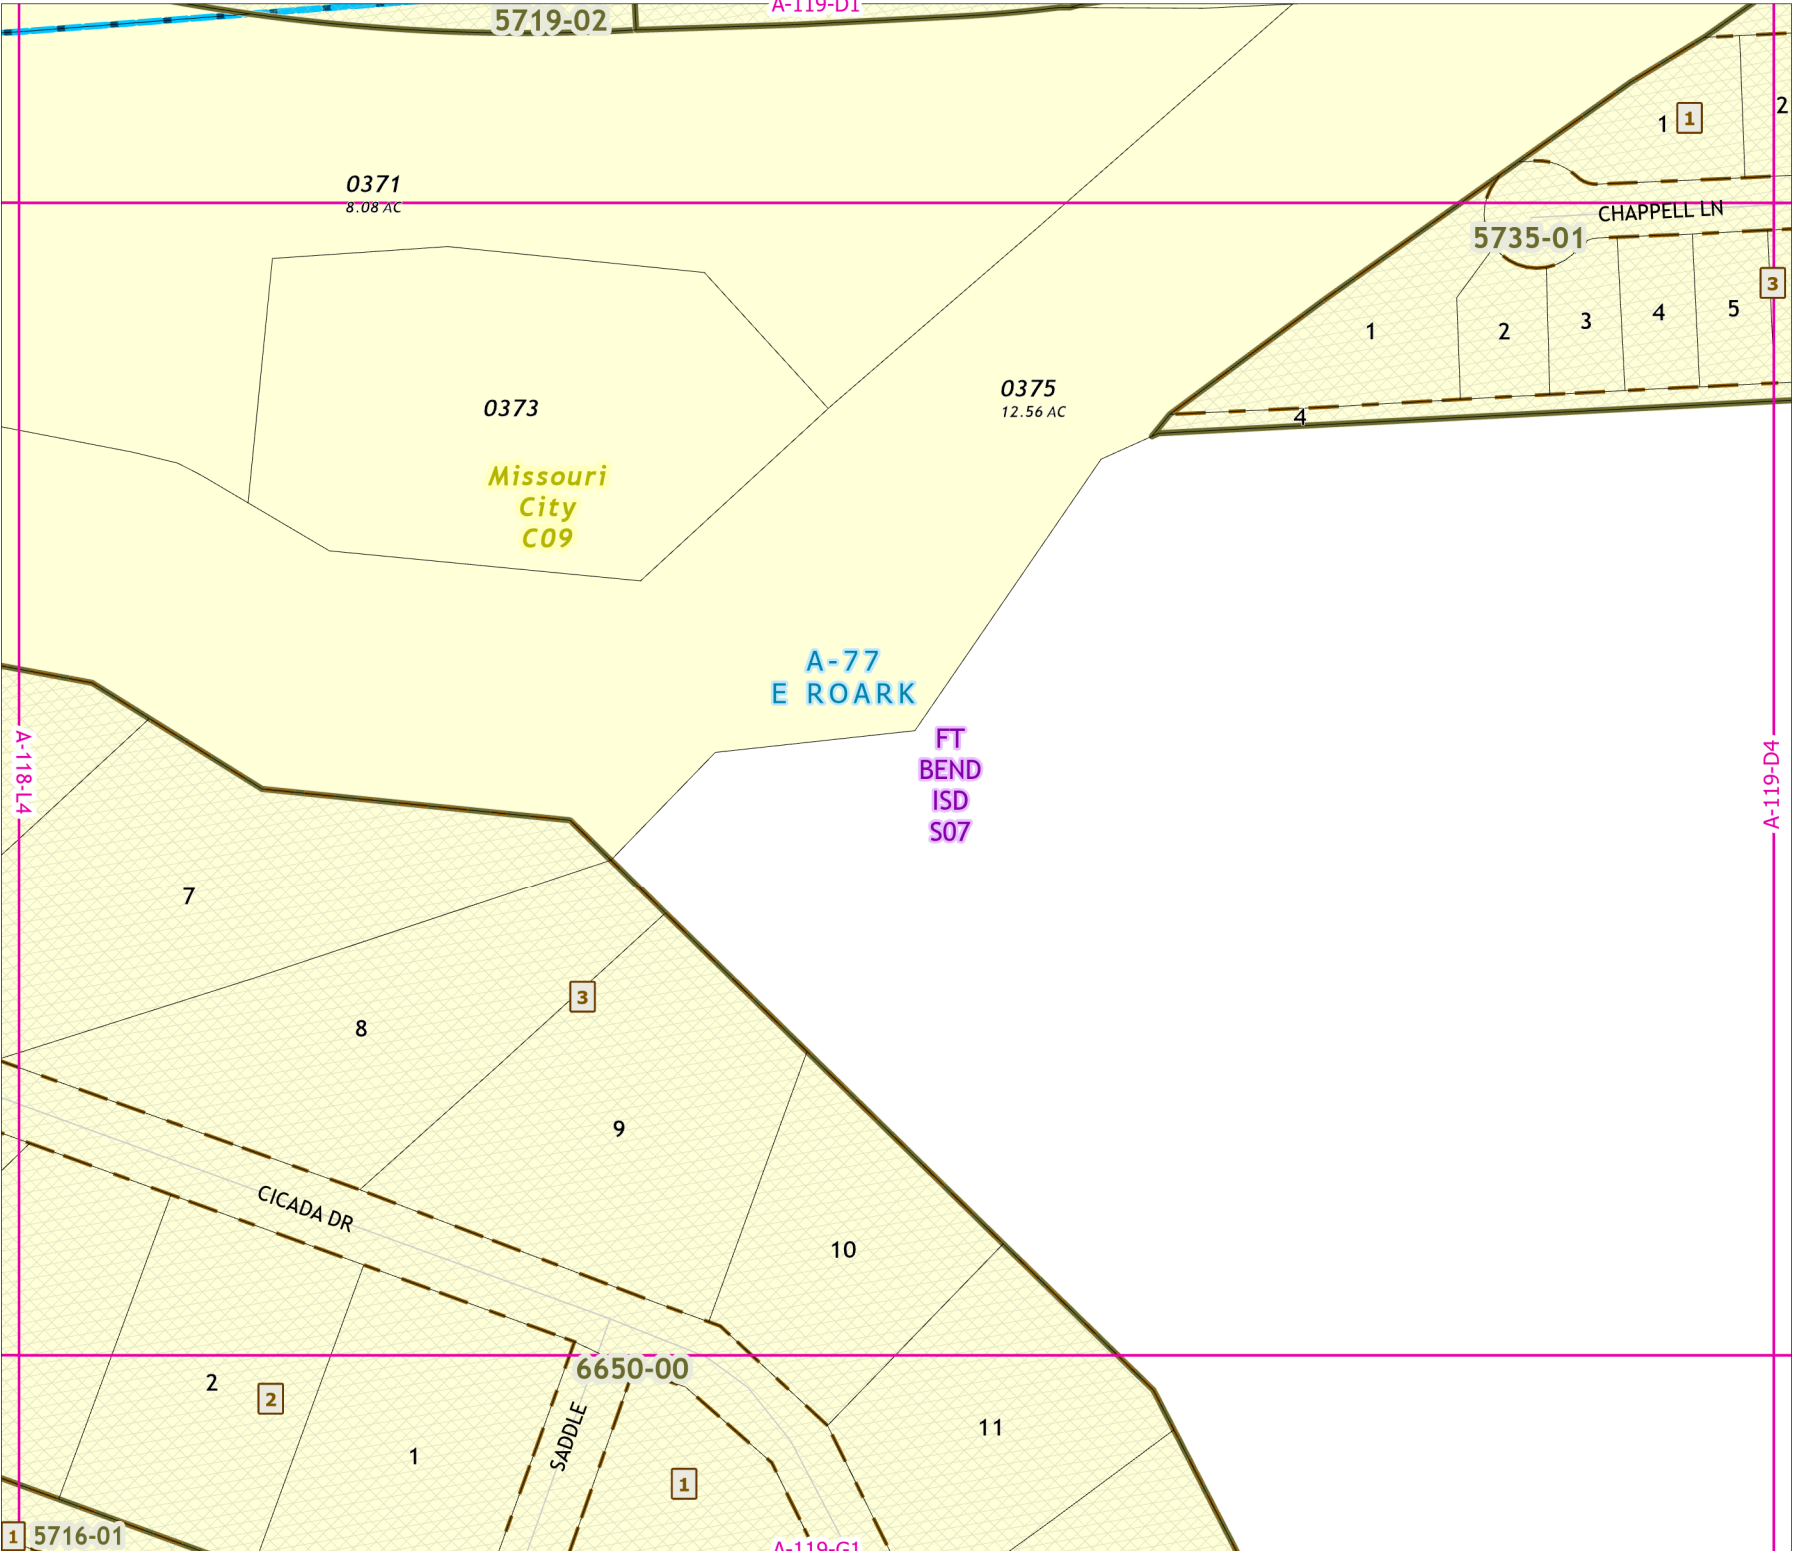 A-119-D1
5719-02
1
1
2
0371
8.08 AC
CHAPPELL LN
5735-01
3
1
2
3
4
5
4
0373
0375
12.56 AC
Missouri
City
C09
A-77
E ROARK
FT
BEND
ISD
S07
A-118-L4
A-119-D4
7
3
8
9
CICADA DR
10
6650-00
2
2
1
SADDLE
11
1
1
5716-01
A-119-G1